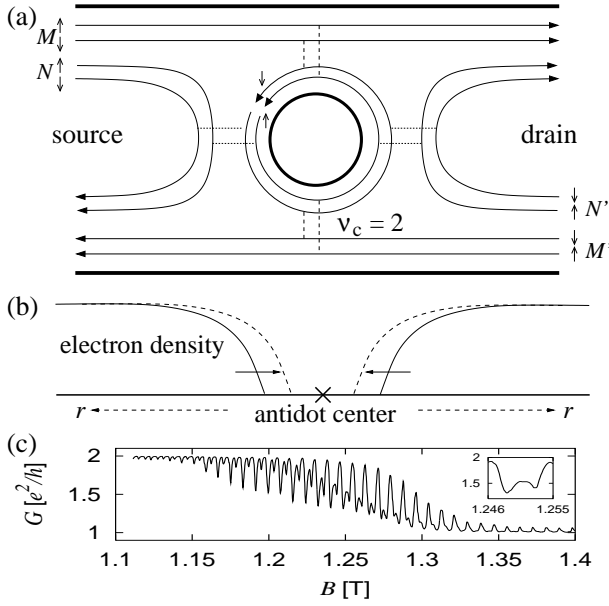 (a)
M
N
source
drain
ν_c = 2
N'
M'
(b)
electron density
r antidot center r
(c)
G [e²/h]
2
1.5
1
2
1.5
1.246 1.255
1.1 1.15 1.2 1.25 1.3 1.35 1.4
B [T]